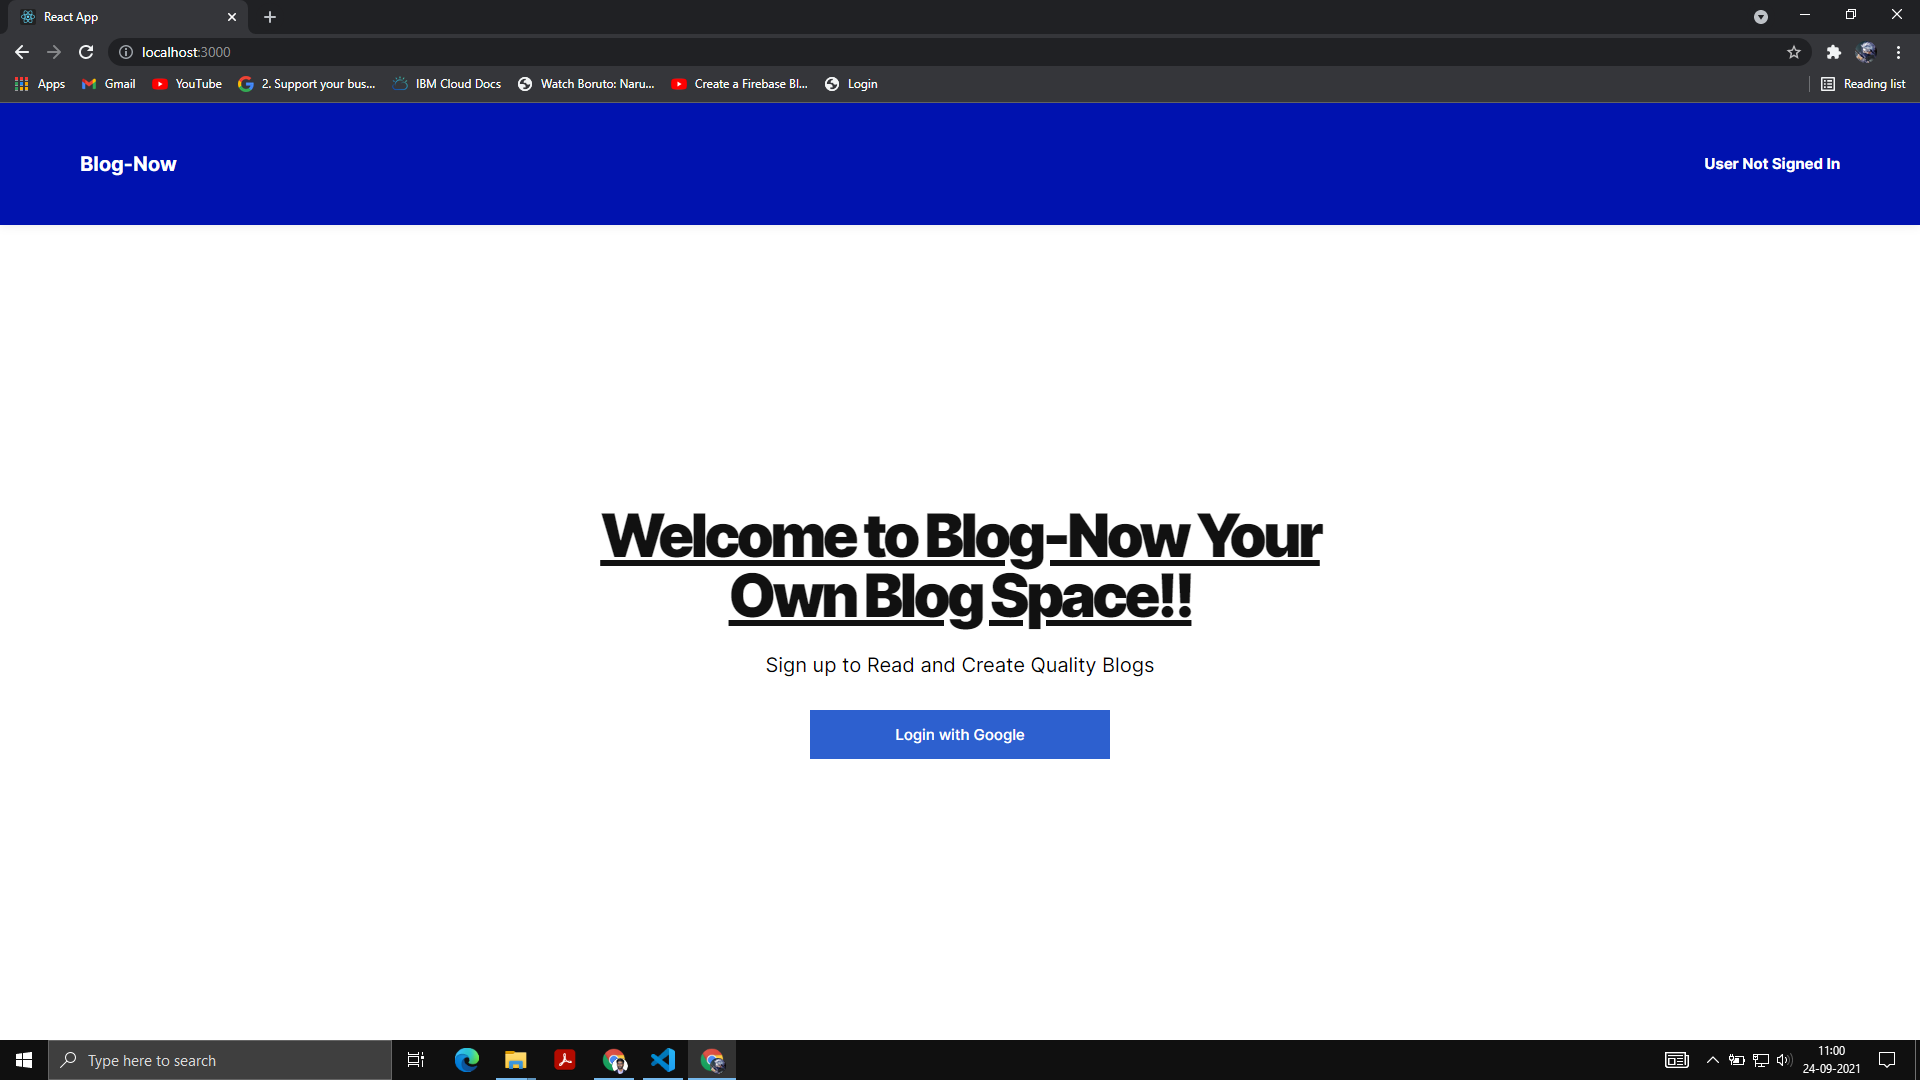 React App
localhost:3000
Apps Gmail YouTube 2. Support your bus... IBM Cloud Docs Watch Boruto: Naru... Create a Firebase Bl... Login Reading list
Blog-Now User Not Signed In
Welcome to Blog-Now Your
Own Blog Space!!
Sign up to Read and Create Quality Blogs
Login with Google
Type here to search
11:00
24-09-2021